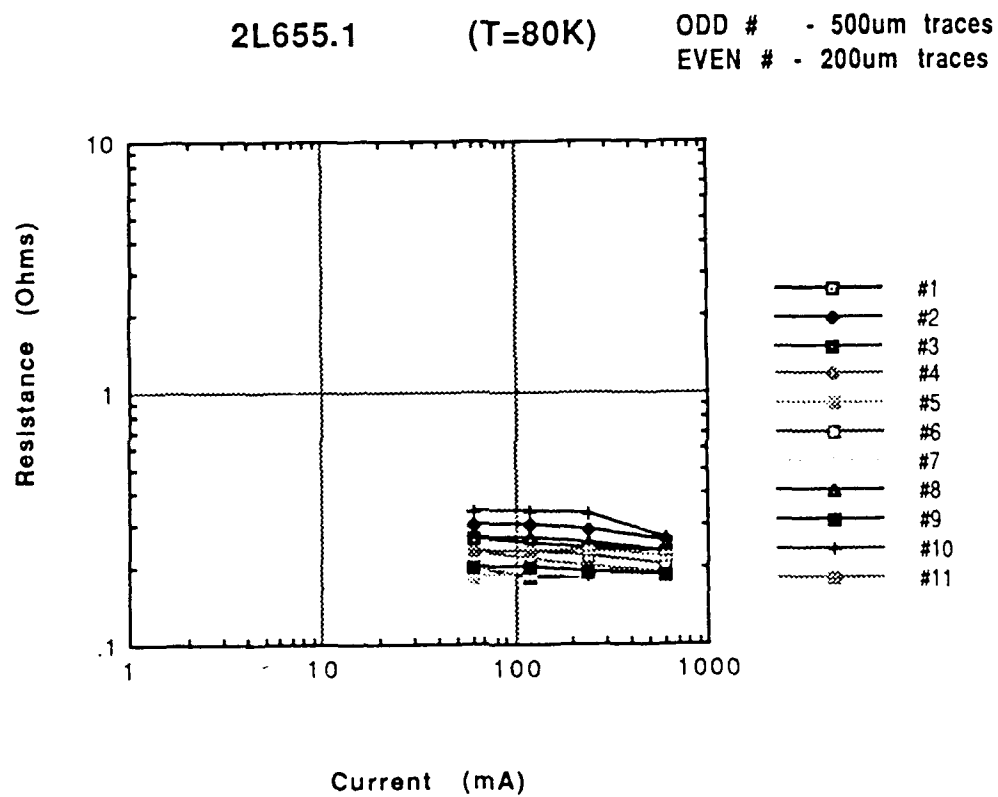 2L655.1 (T=80K)
ODD # - 500um traces
EVEN # - 200um traces
10
1
.1
Resistance (Ohms)
1 10 100 1000
Current (mA)
#1
#2
#3
#4
#5
#6
#7
#8
#9
#10
#11